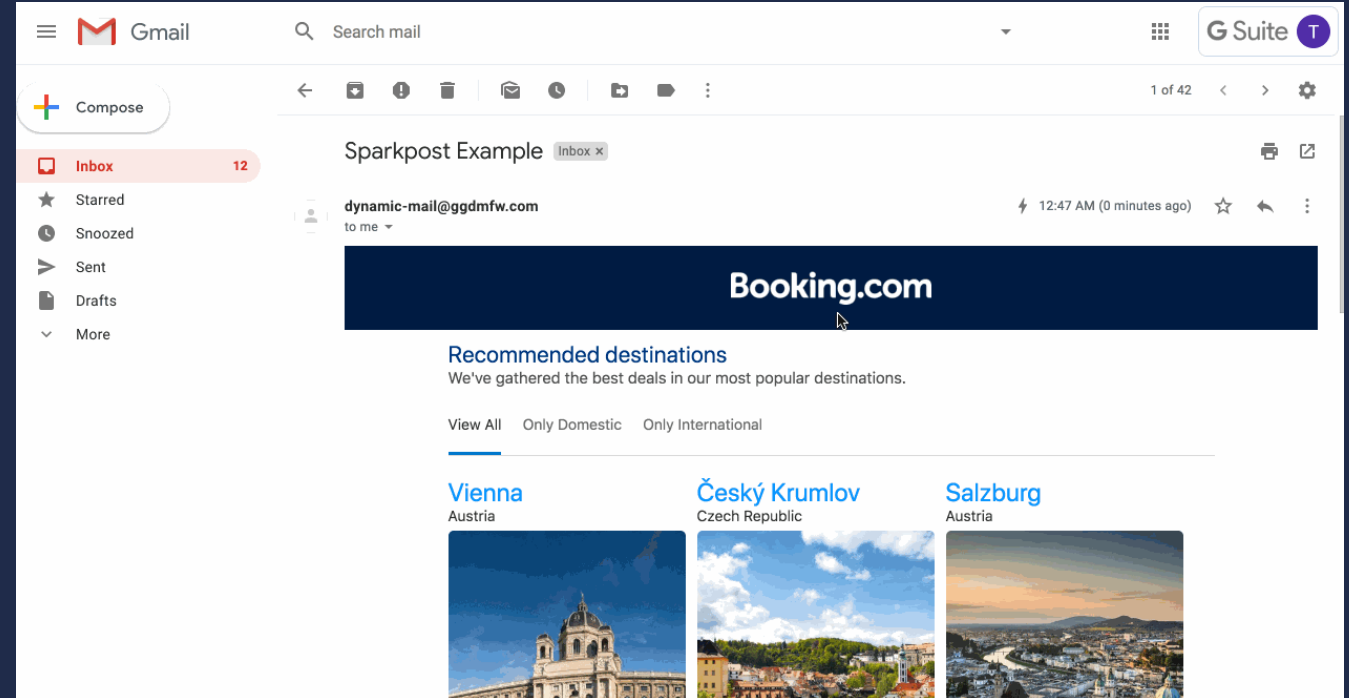 Gmail
Search mail
G Suite T
Compose
1 of 42
Inbox 12
Starred
Snoozed
Sent
Drafts
More
Sparkpost Example Inbox ×
dynamic-mail@ggdmfw.com
12:47 AM (0 minutes ago)
to me
Booking.com
Recommended destinations
We've gathered the best deals in our most popular destinations.
View All Only Domestic Only International
Vienna Český Krumlov Salzburg
Austria Czech Republic Austria